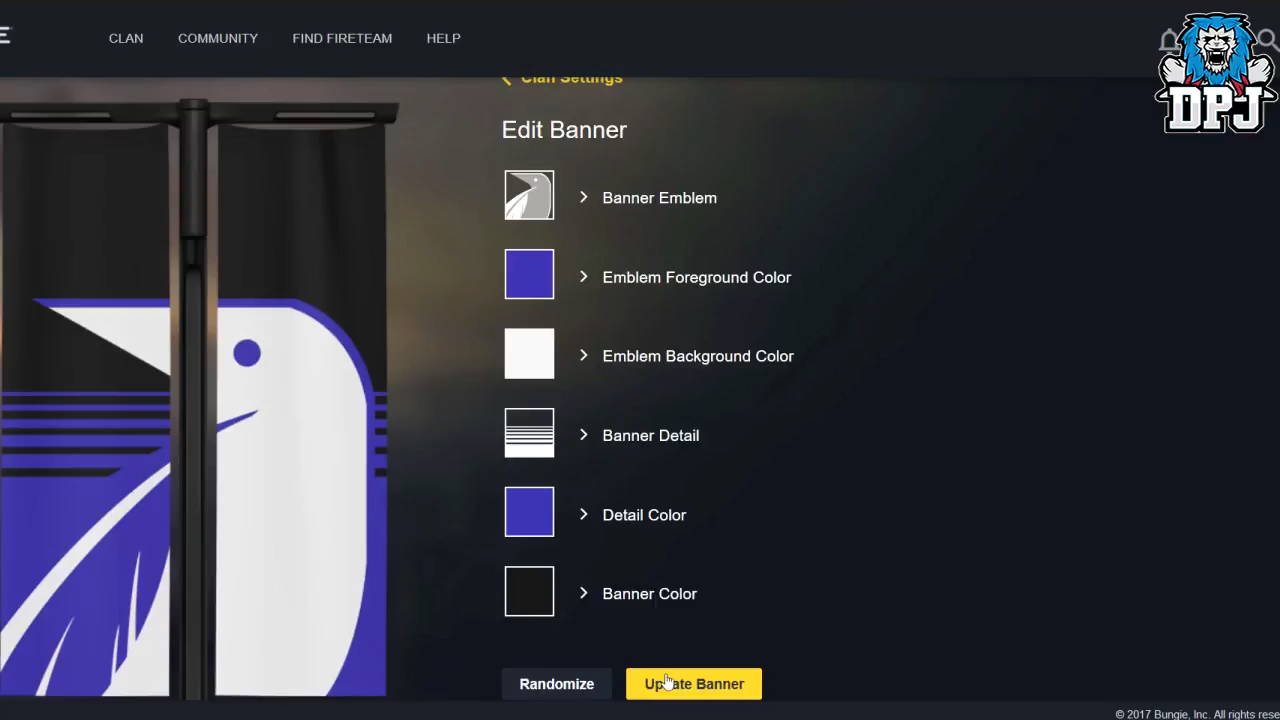 CLAN COMMUNITY FIND FIRETEAM HELP
DPJ
Clan Settings
Edit Banner
Banner Emblem
Emblem Foreground Color
Emblem Background Color
Banner Detail
Detail Color
Banner Color
Randomize Update Banner
© 2017 Bungie, Inc. All rights rese